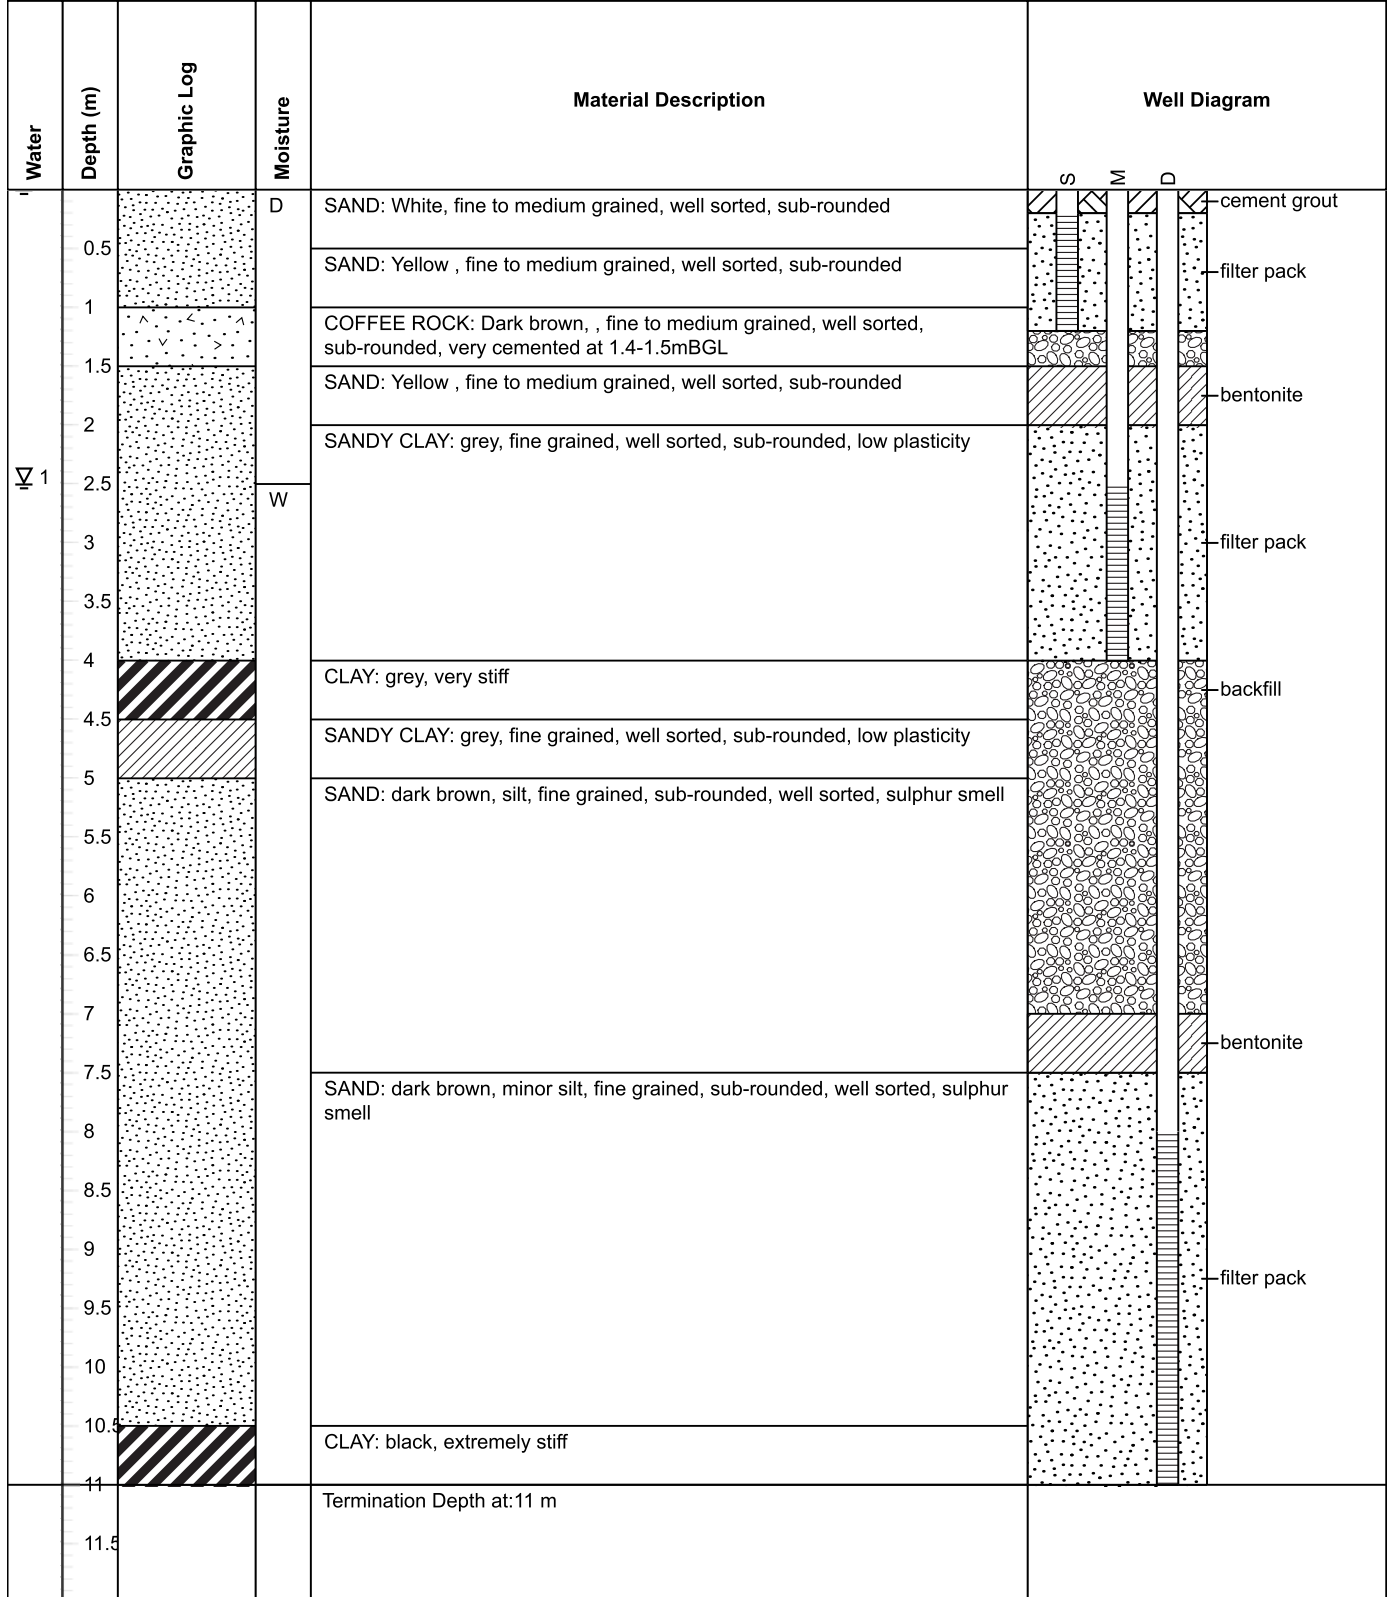 Water
Depth (m)
Graphic Log
Moisture
Material Description
Well Diagram
S
M
D
D
SAND: White, fine to medium grained, well sorted, sub-rounded
cement grout
0.5
SAND: Yellow , fine to medium grained, well sorted, sub-rounded
filter pack
1
COFFEE ROCK: Dark brown, , fine to medium grained, well sorted,
sub-rounded, very cemented at 1.4-1.5mBGL
1.5
SAND: Yellow , fine to medium grained, well sorted, sub-rounded
bentonite
2
SANDY CLAY: grey, fine grained, well sorted, sub-rounded, low plasticity
1
2.5
W
3
filter pack
3.5
4
CLAY: grey, very stiff
backfill
4.5
SANDY CLAY: grey, fine grained, well sorted, sub-rounded, low plasticity
5
SAND: dark brown, silt, fine grained, sub-rounded, well sorted, sulphur smell
5.5
6
6.5
7
bentonite
7.5
SAND: dark brown, minor silt, fine grained, sub-rounded, well sorted, sulphur
smell
8
8.5
9
filter pack
9.5
10
10.5
CLAY: black, extremely stiff
11
Termination Depth at:11 m
11.5